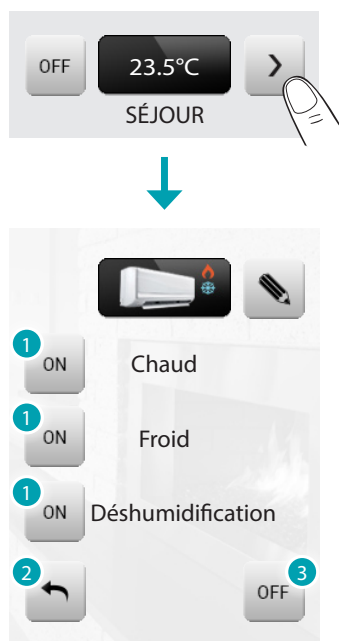 OFF 23.5°C >
SÉJOUR
1 ON Chaud
1 ON Froid
1 ON Déshumidification
2 3
OFF